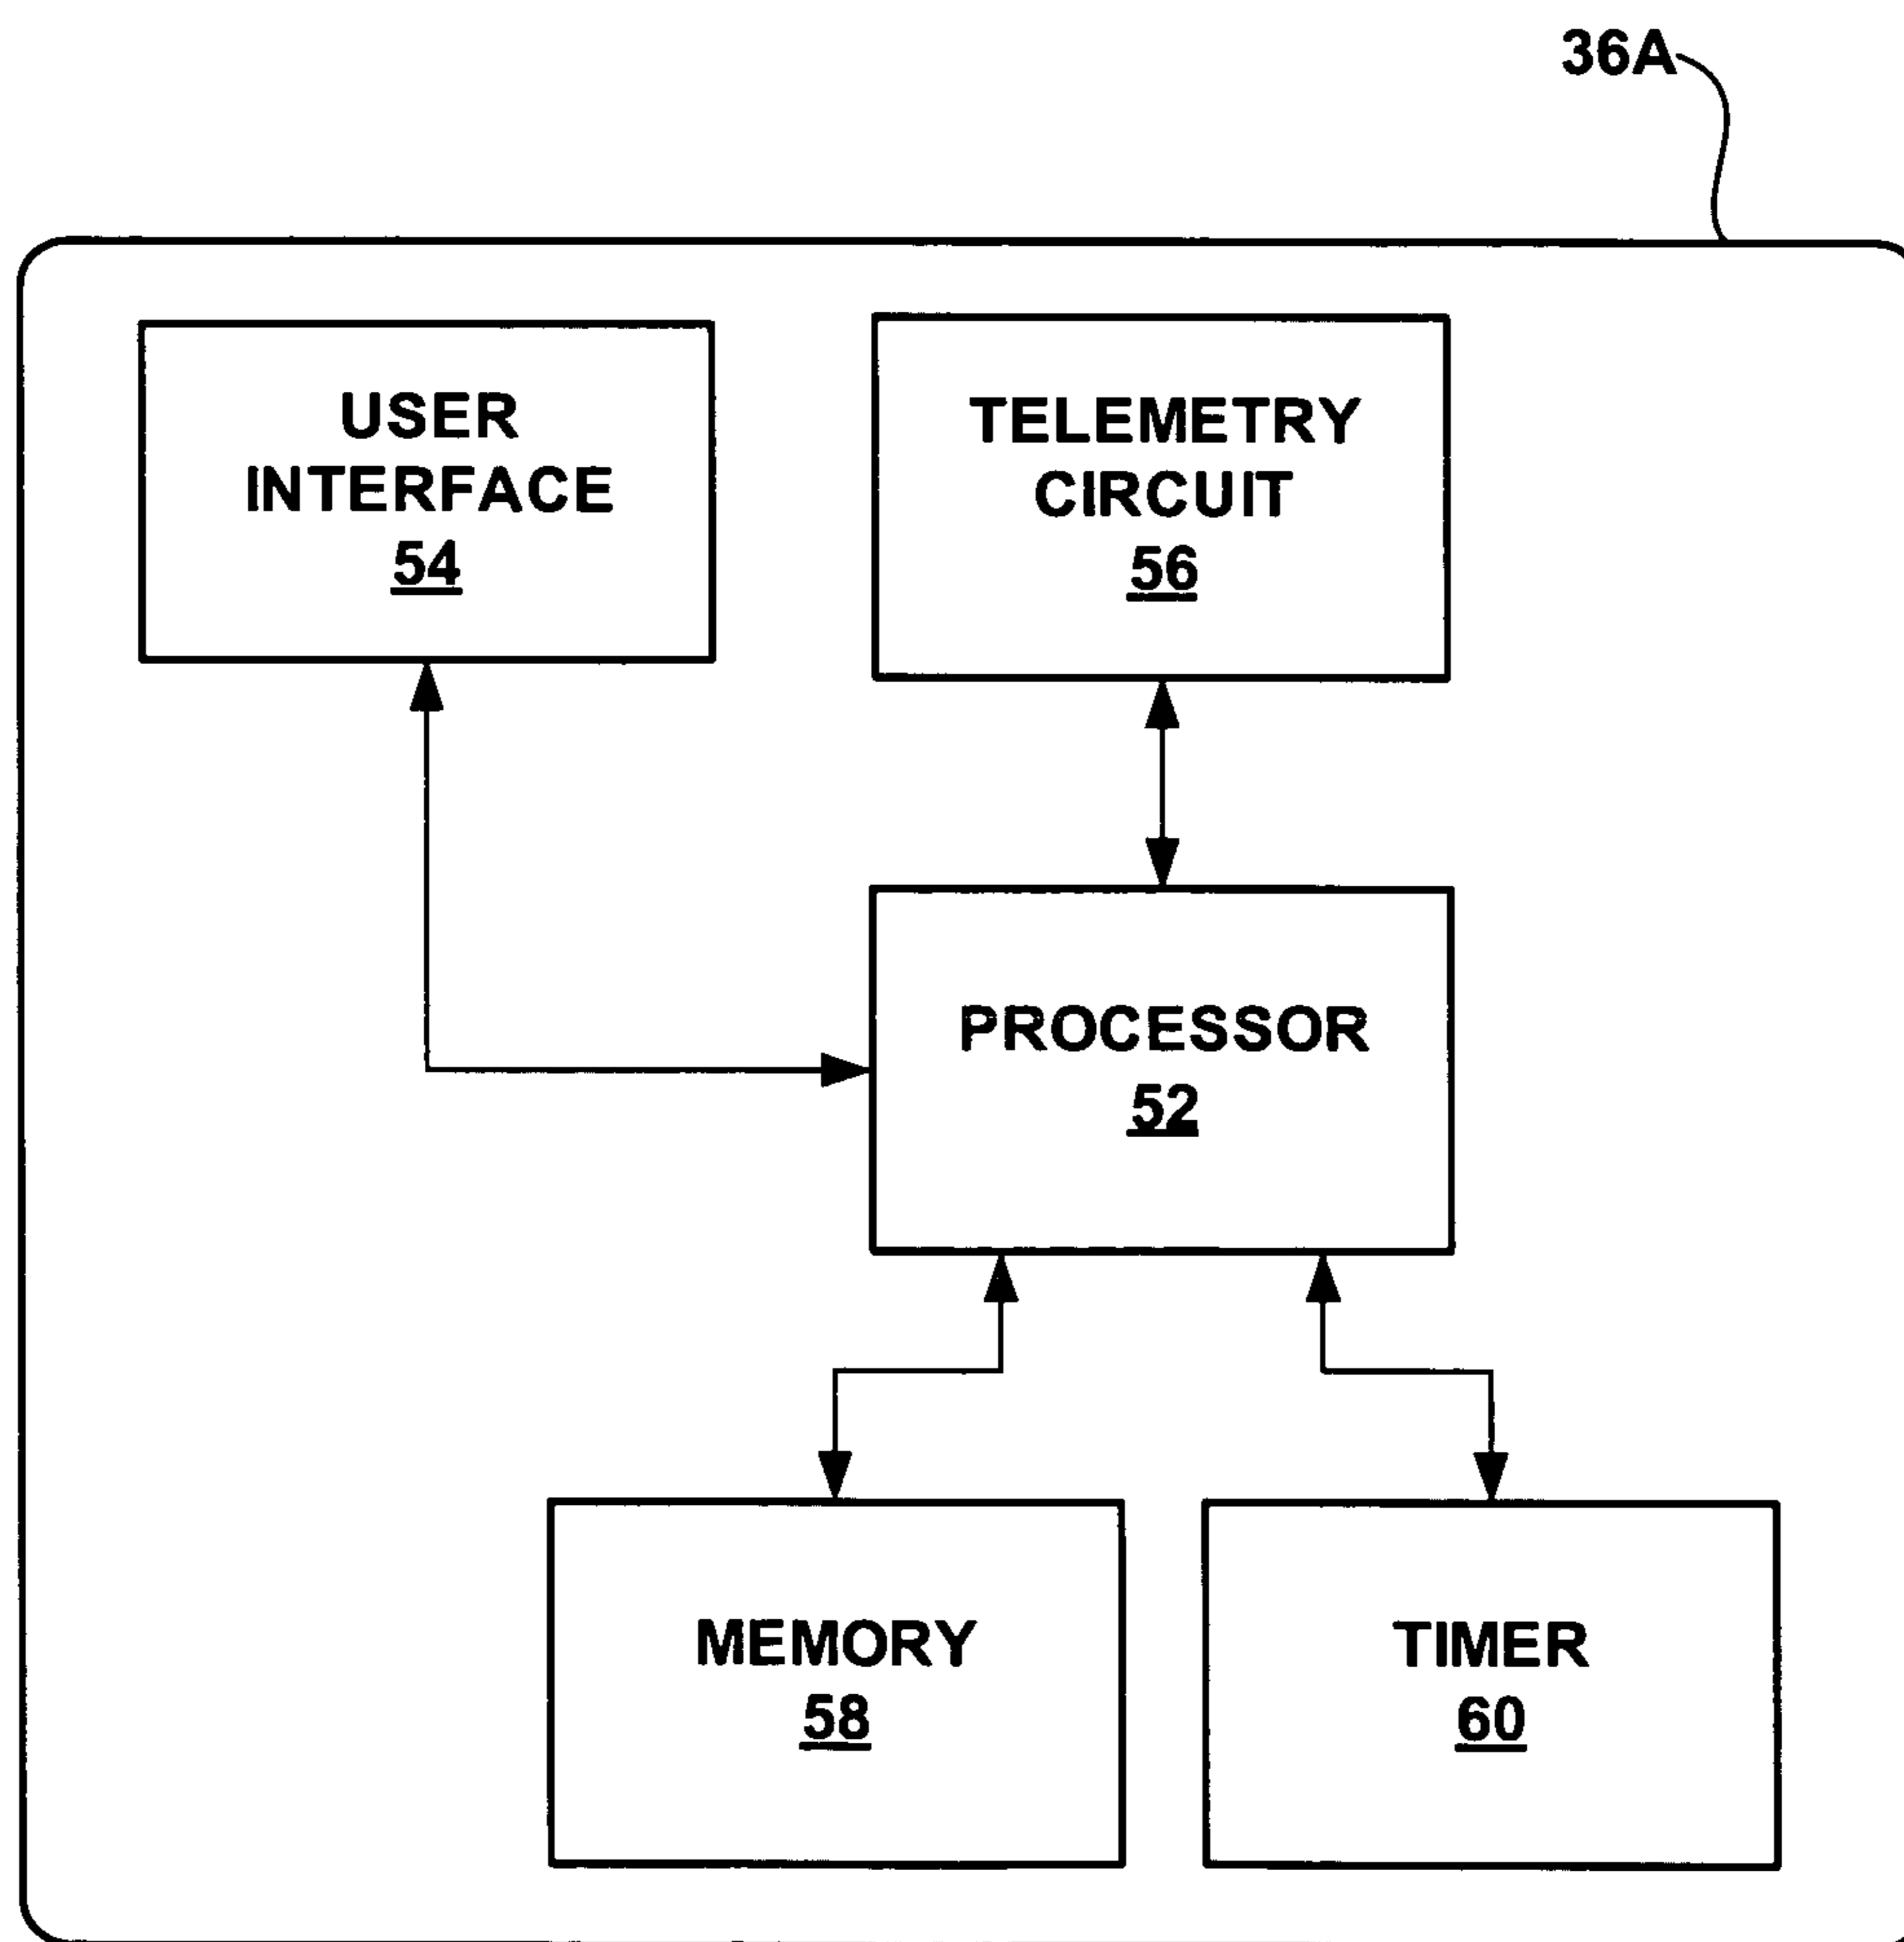 36A
USER
INTERFACE
54
TELEMETRY
CIRCUIT
56
PROCESSOR
52
MEMORY
58
TIMER
60